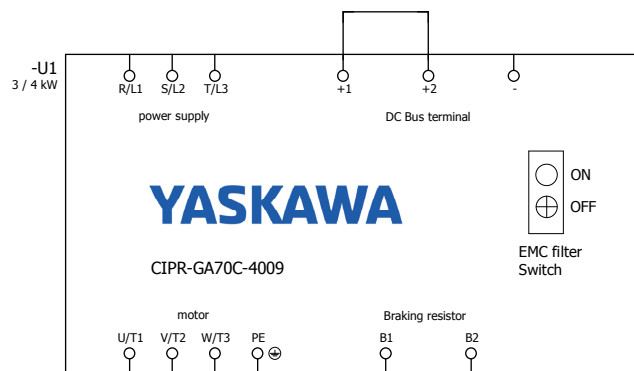 -U1
3 / 4 kW
R/L1 S/L2 T/L3 +1 +2 -
power supply DC Bus terminal
ON
YASKAWA
OFF
EMC filter
Switch
CIPR-GA70C-4009
motor Braking resistor
U/T1 V/T2 W/T3 PE B1 B2